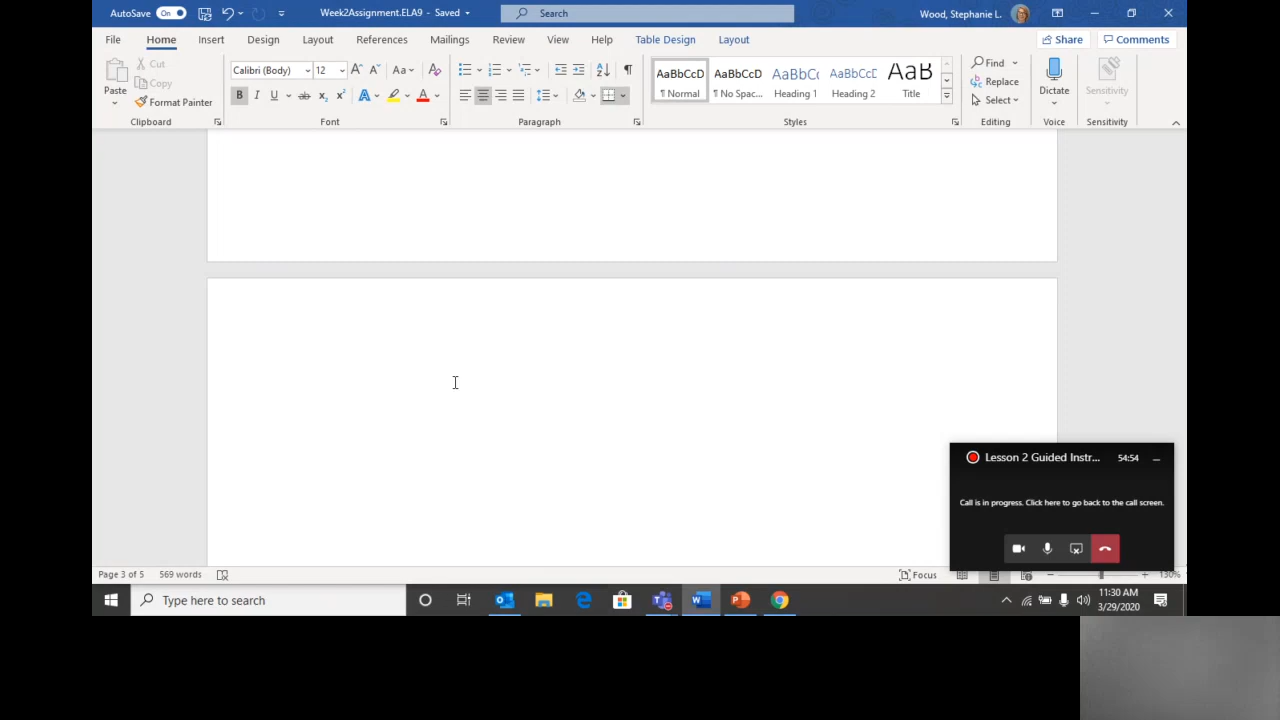 AutoSave On Week2Assignment.ELA9 - Saved Search Wood, Stephanie L.
File Home Insert Design Layout References Mailings Review View Help Table Design Layout Share Comments
Paste
Cut
Copy
Format Painter
Clipboard
Calibri (Body) 12
Font
Paragraph
AaBbCcD AaBbCcD AaBbCc AaBbCcD AaB
¶ Normal ¶ No Spac... Heading 1 Heading 2 Title
Styles
Find
Replace
Select
Editing
Dictate
Voice
Sensitivity
Sensitivity
Lesson 2 Guided Instr... 54:54
Call is in progress. Click here to go back to the call screen.
Page 3 of 5 569 words Focus 130%
Type here to search
11:30 AM
3/29/2020